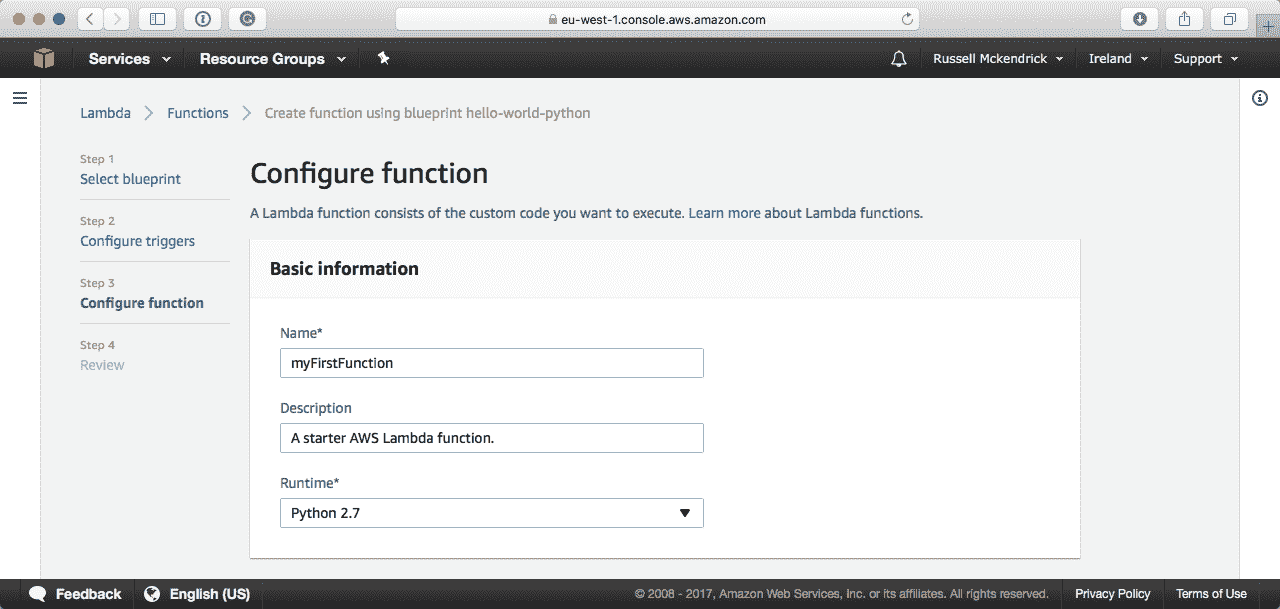 eu-west-1.console.aws.amazon.com
Services
Resource Groups
Russell Mckendrick
Ireland
Support
Lambda
Functions
Create function using blueprint hello-world-python
Step 1
Select blueprint
Step 2
Configure triggers
Step 3
Configure function
Step 4
Review
Configure function
A Lambda function consists of the custom code you want to execute. Learn more about Lambda functions.
Basic information
Name*
myFirstFunction
Description
A starter AWS Lambda function.
Runtime*
Python 2.7
Feedback
English (US)
© 2008 - 2017, Amazon Web Services, Inc. or its affiliates. All rights reserved.
Privacy Policy
Terms of Use